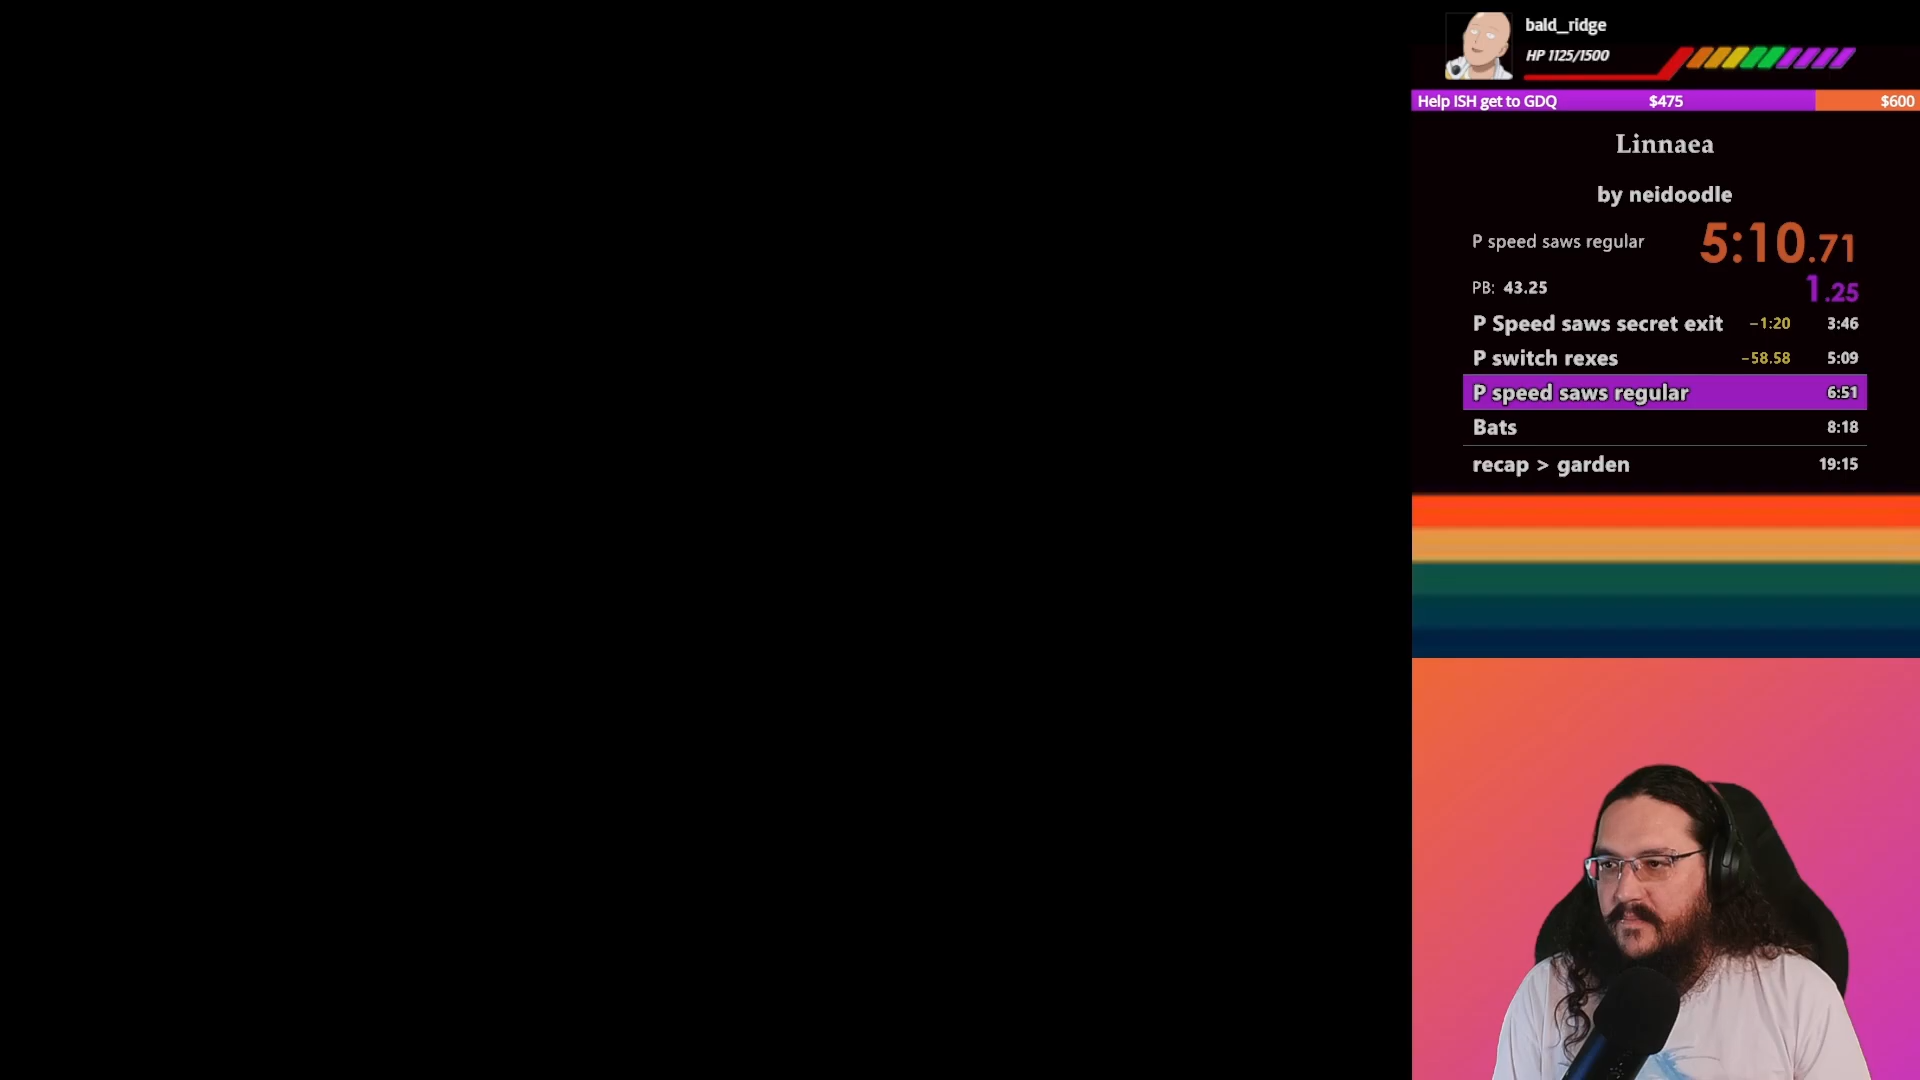 bald_ridge
HP 1125/1500
Help ISH get to GDQ $475 $600
Linnaea
by neidoodle
P speed saws regular 5:10.71
PB: 43.25 1.25
P Speed saws secret exit −1:20 3:46
P switch rexes −58.58 5:09
P speed saws regular 6:51
Bats 8:18
recap > garden 19:15